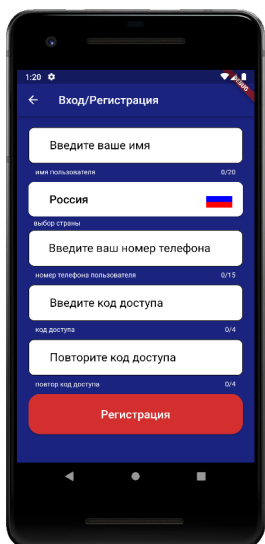 1:20
DEBUG
Вход/Регистрация
Введите ваше имя
имя пользователя 0/20
Россия
выбор страны
Введите ваш номер телефона
номер телефона пользователя 0/15
Введите код доступа
код доступа 0/4
Повторите код доступа
повтор код доступа 0/4
Регистрация